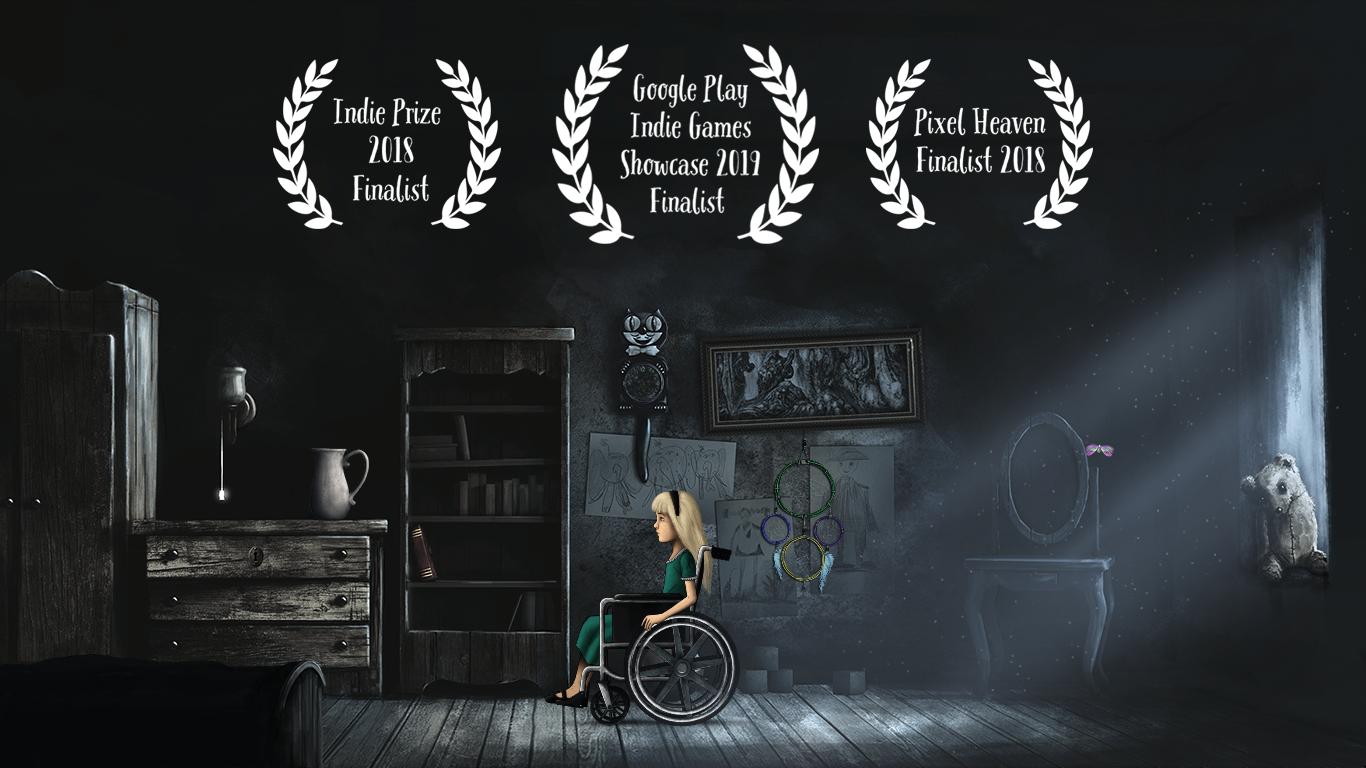 Indie Prize
2018
Finalist
Google Play
Indie Games
Showcase 2019
Finalist
Pixel Heaven
Finalist 2018